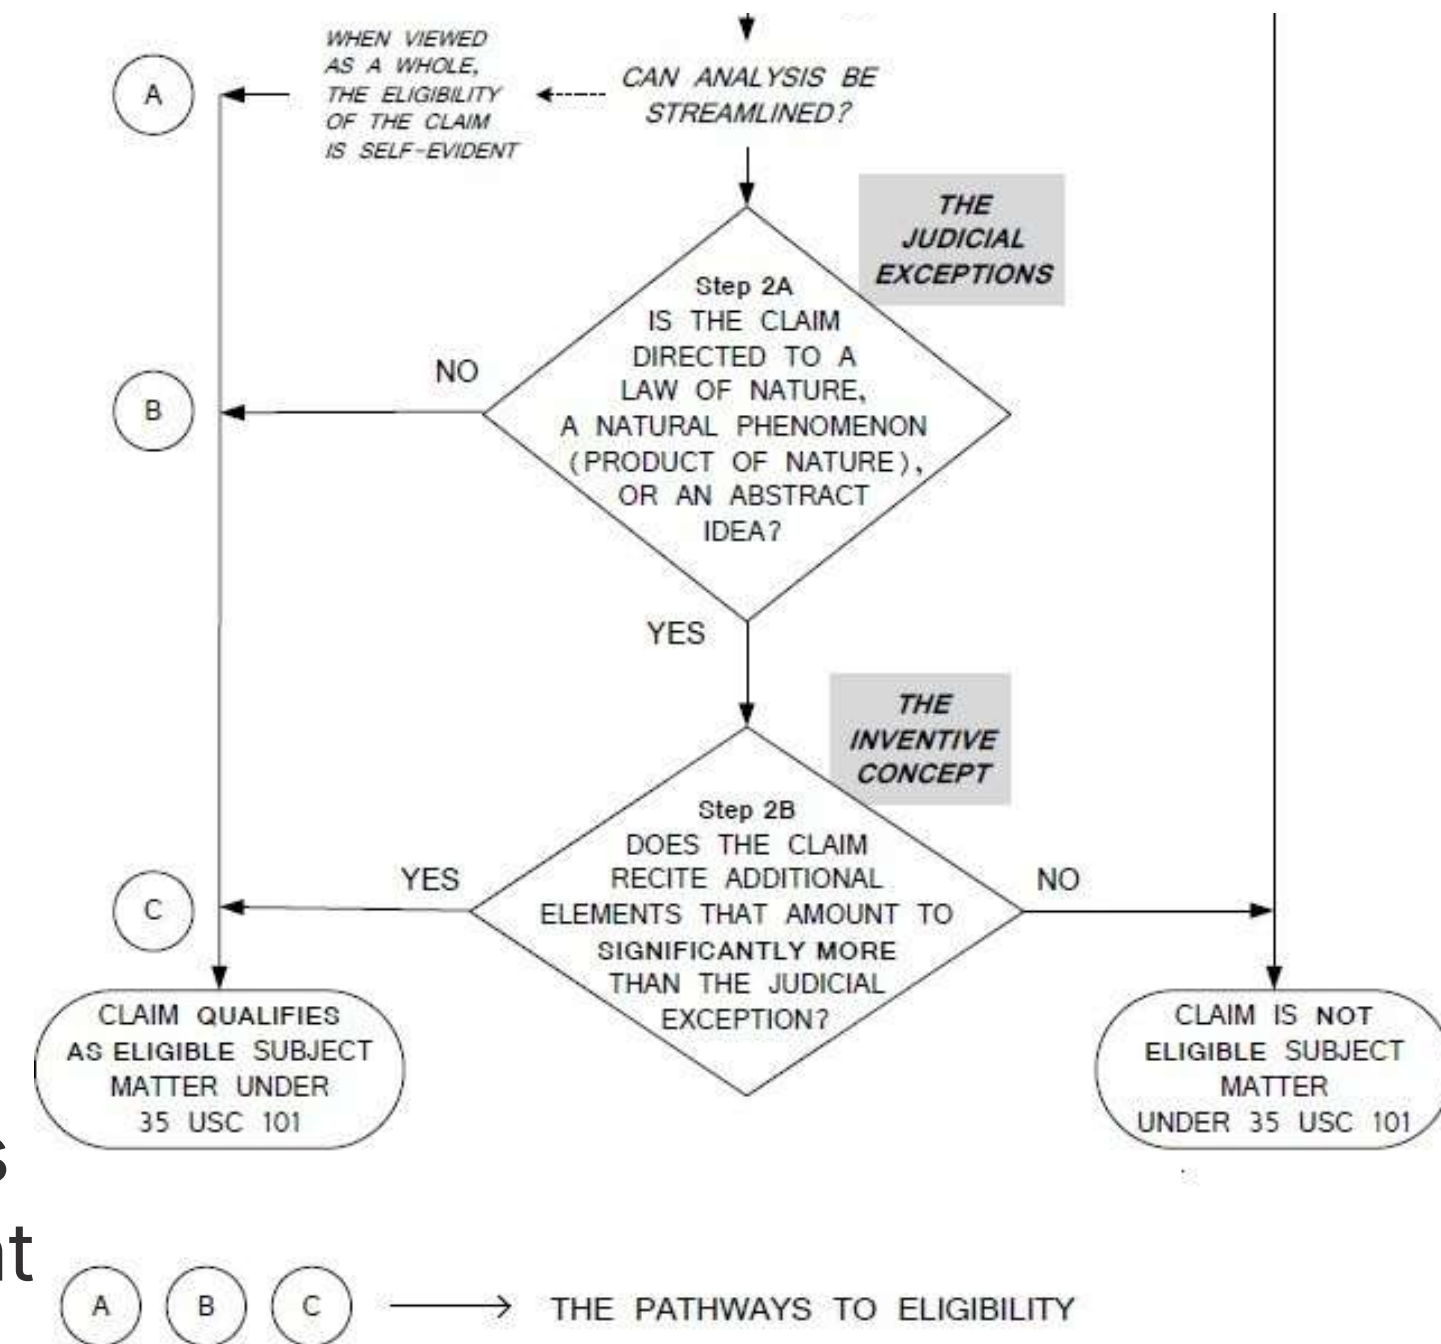 WHEN VIEWED
AS A WHOLE,
THE ELIGIBILITY
OF THE CLAIM
IS SELF-EVIDENT
CAN ANALYSIS BE
STREAMLINED?
A
THE
JUDICIAL
EXCEPTIONS
Step 2A
IS THE CLAIM
DIRECTED TO A
LAW OF NATURE,
A NATURAL PHENOMENON
(PRODUCT OF NATURE),
OR AN ABSTRACT
IDEA?
NO
B
YES
THE
INVENTIVE
CONCEPT
Step 2B
DOES THE CLAIM
RECITE ADDITIONAL
ELEMENTS THAT AMOUNT TO
SIGNIFICANTLY MORE
THAN THE JUDICIAL
EXCEPTION?
YES
NO
C
CLAIM QUALIFIES
AS ELIGIBLE SUBJECT
MATTER UNDER
35 USC 101
CLAIM IS NOT
ELIGIBLE SUBJECT
MATTER
UNDER 35 USC 101
s
nt
A B C THE PATHWAYS TO ELIGIBILITY